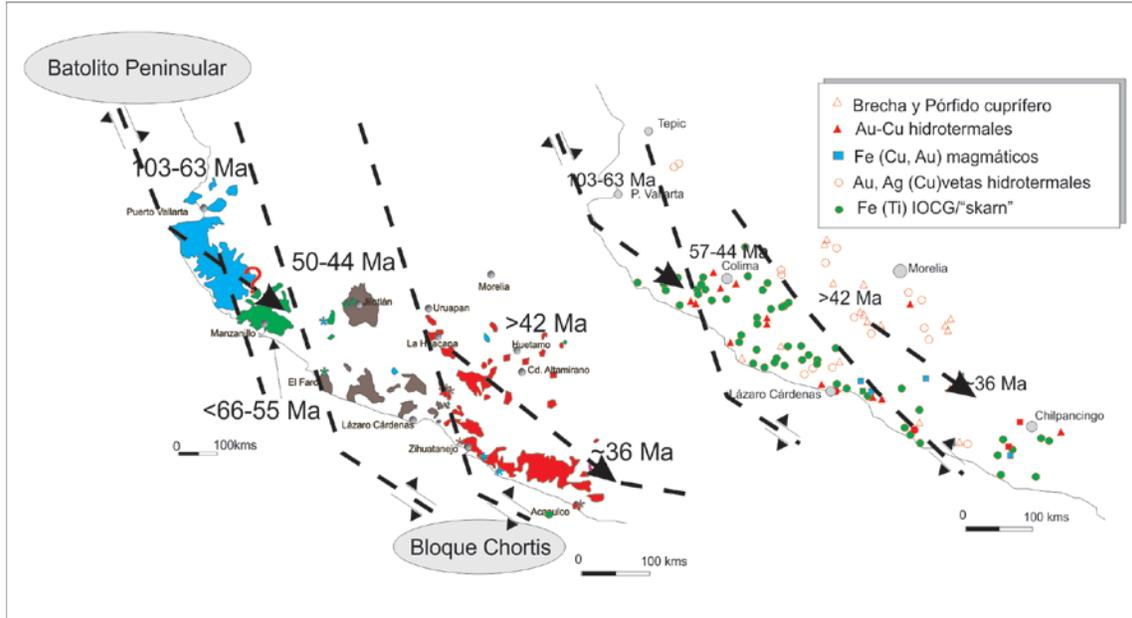 Batolito Peninsular
103-63 Ma
Puerto Vallarta
?
50-44 Ma
Morelia
Uruapan
>42 Ma
La Huacana
Huetamo
Cd. Altamirano
Manzanillo
El Faro
<66-55 Ma
Lázaro Cárdenas
Zihuatanejo
~36 Ma
0 100kms
Acapulco
Bloque Chortis
0 100 kms
Tepic
103-63 Ma
P. Vallarta
57-44 Ma
Colima
Morelia
>42 Ma
Lázaro Cárdenas
36 Ma
Chilpancingo
0 100 kms
Brecha y Pórfido cuprífero
Au-Cu hidrotermales
Fe (Cu, Au) magmáticos
Au, Ag (Cu)vetas hidrotermales
Fe (Ti) IOCG/"skarn"